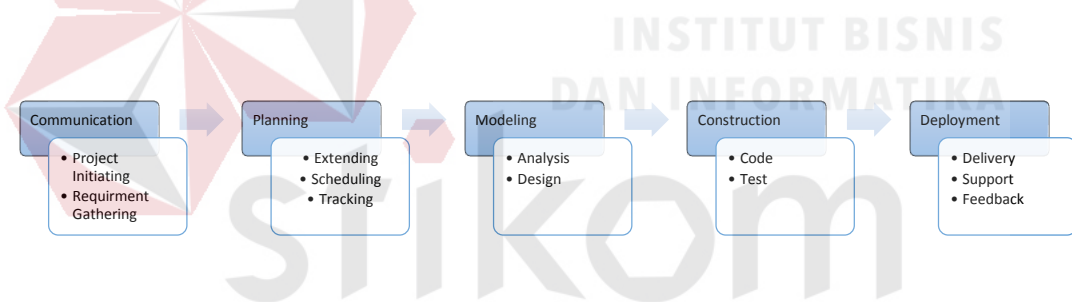 INSTITUT BISNIS
DAN INFORMATIKA
stikom
Communication
• Project
Initiating
• Requirment
Gathering
Planning
• Extending
• Scheduling
• Tracking
Modeling
• Analysis
• Design
Construction
• Code
• Test
Deployment
• Delivery
• Support
• Feedback